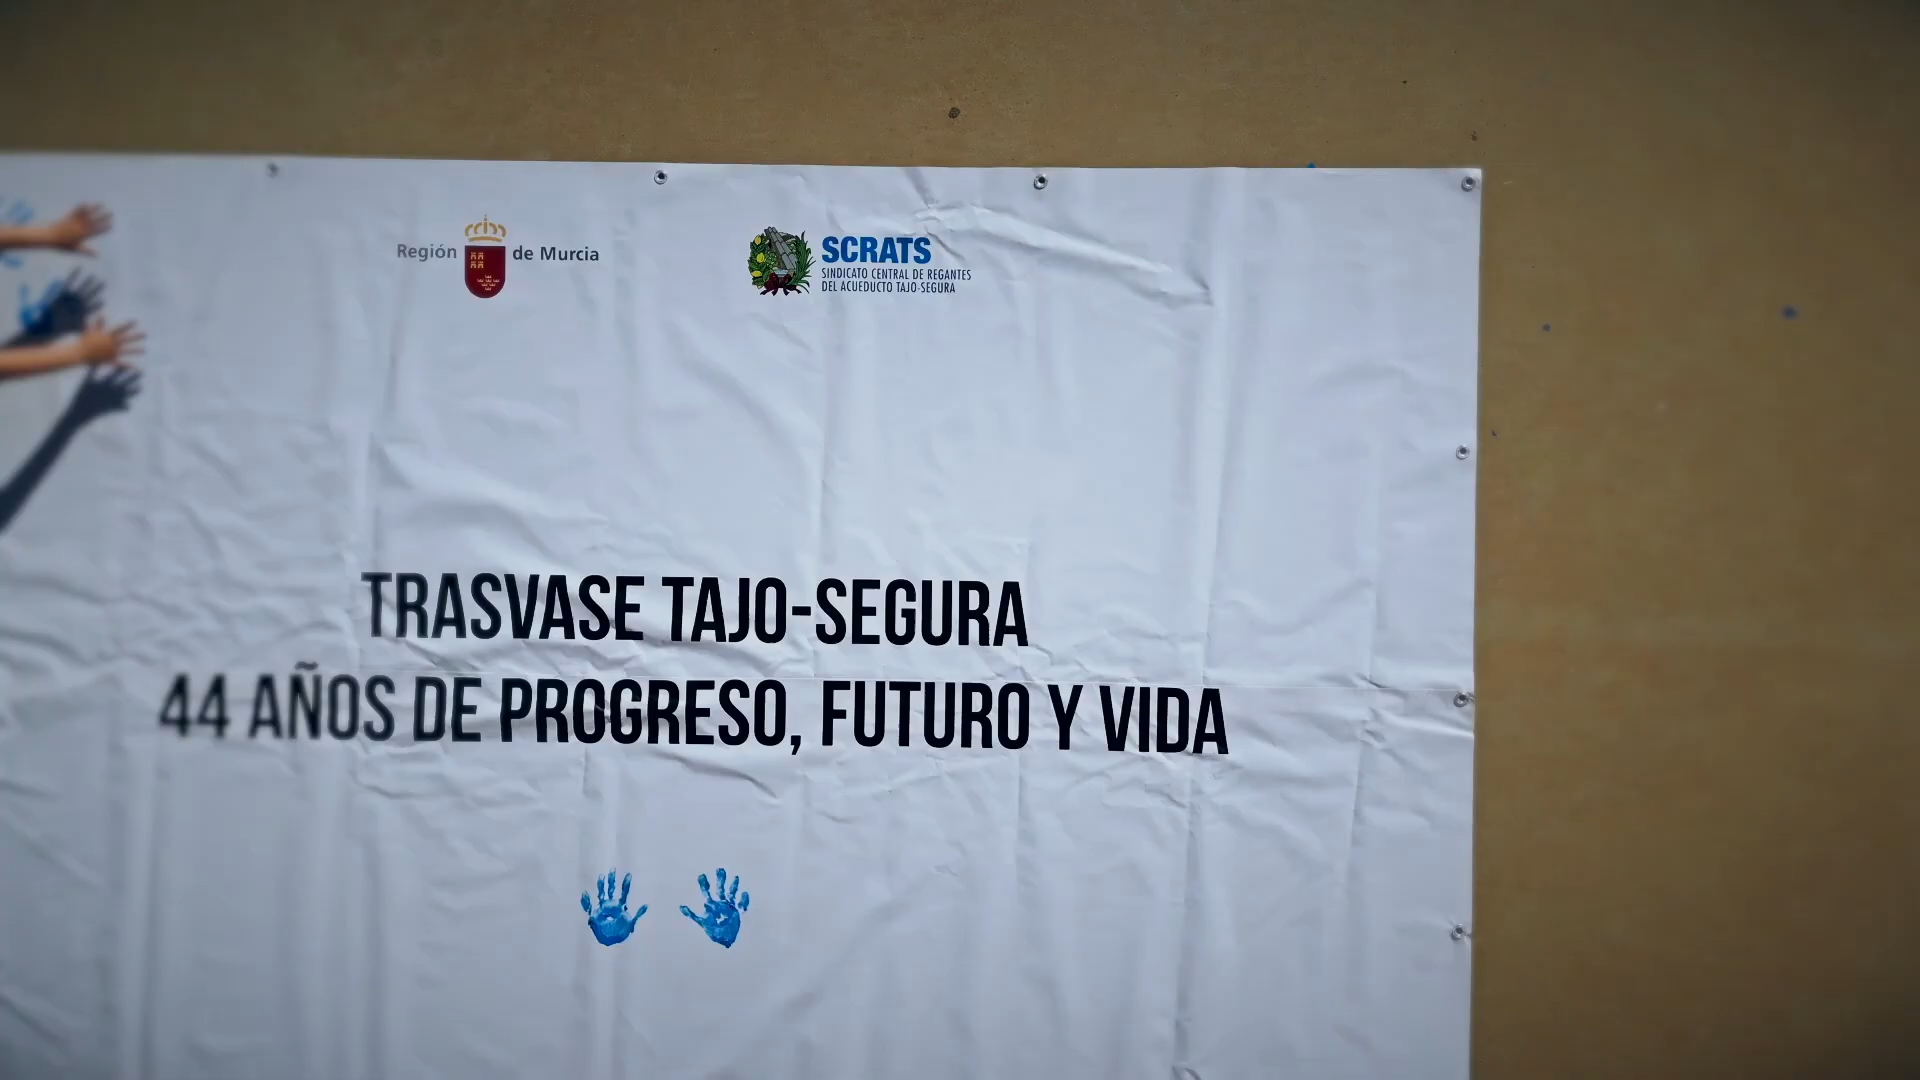 Región de Murcia
SCRATS
SINDICATO CENTRAL DE REGANTES
DEL ACUEDUCTO TAJO-SEGURA
TRASVASE TAJO-SEGURA
44 AÑOS DE PROGRESO, FUTURO Y VIDA